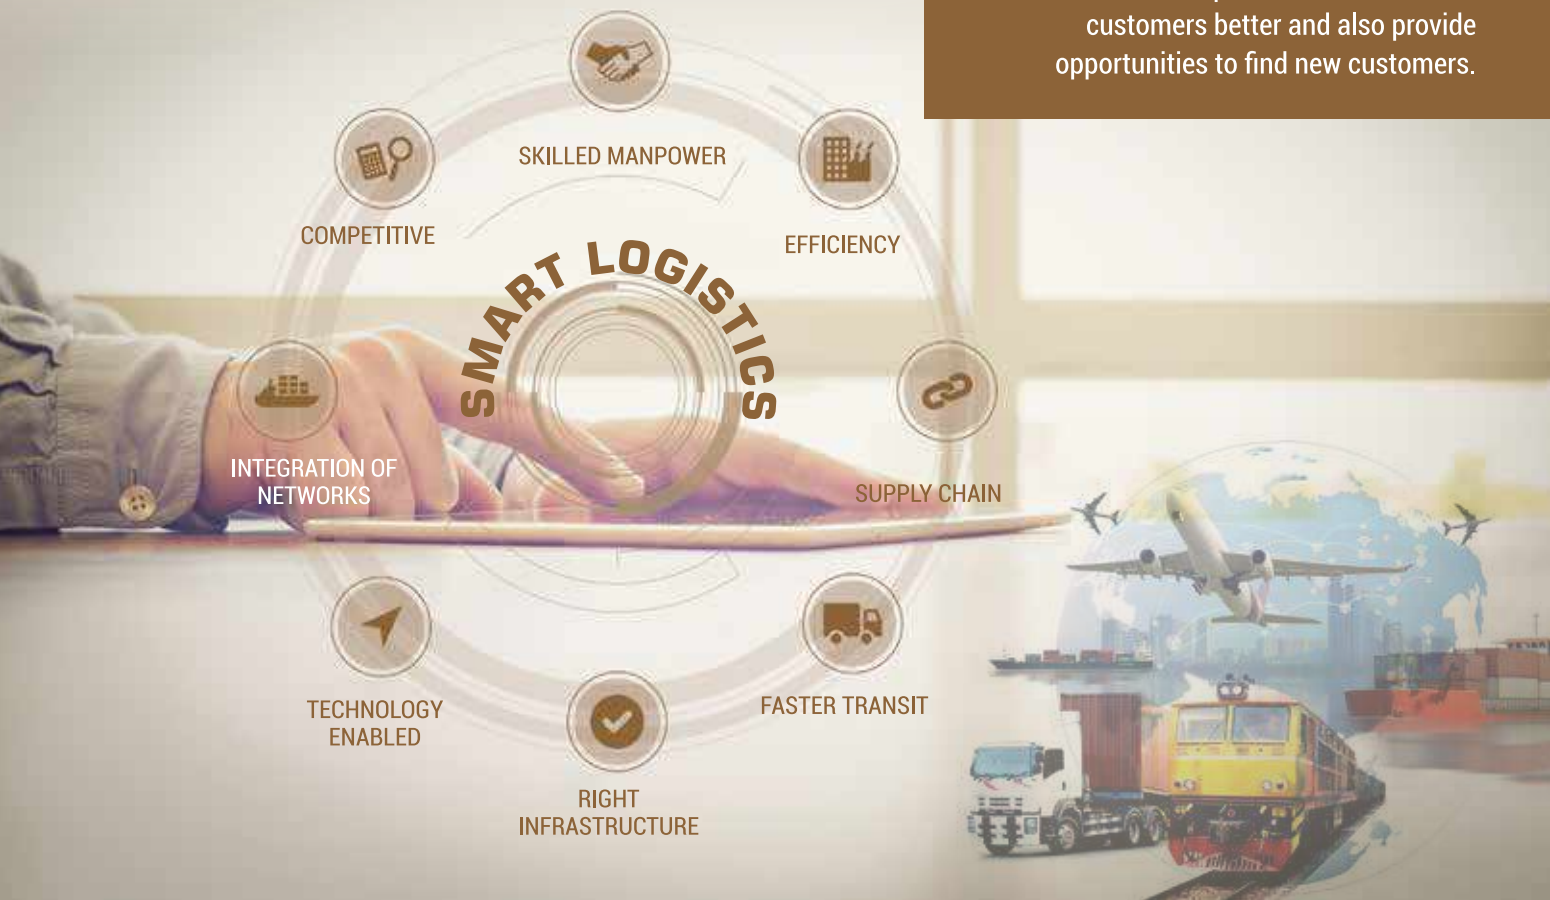 customers better and also provide
opportunities to find new customers.
SKILLED MANPOWER
COMPETITIVE
EFFICIENCY
SMART LOGISTICS
INTEGRATION OF
NETWORKS
SUPPLY CHAIN
TECHNOLOGY
ENABLED
FASTER TRANSIT
RIGHT
INFRASTRUCTURE